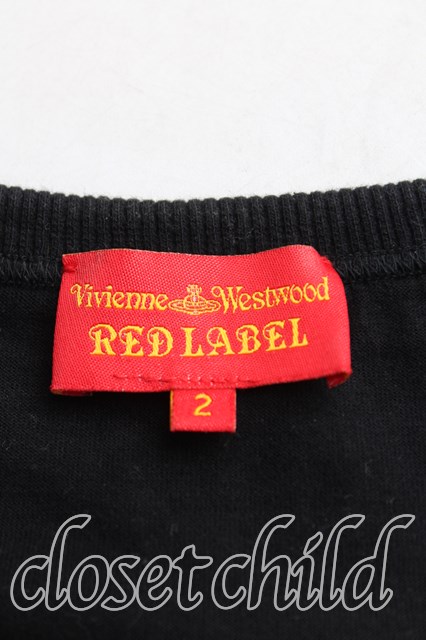 Vivienne Westwood
RED LABEL
2
closet child